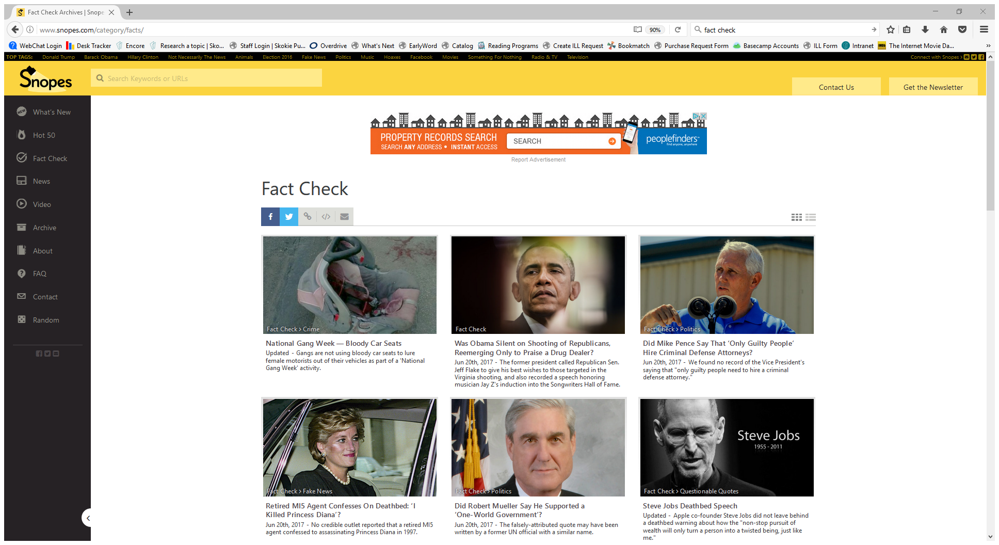 Fact Check Archives | Snope
www.snopes.com/category/facts/
90%
fact check
WebChat Login Desk Tracker Encore Research a topic | Sko... Staff Login | Skokie Pu... Overdrive What's Next EarlyWord Catalog Reading Programs Create ILL Request Bookmatch Purchase Request Form Basecamp Accounts ILL Form Intranet The Internet Movie Da...
TOP TAGS: Donald Trump Barack Obama Hillary Clinton Not Necessarily The News Animals Election 2016 Fake News Politics Music Hoaxes Facebook Movies Something For Nothing Radio & TV Television Connect with Snopes >
Snopes
Search Keywords or URLs
Contact Us
Get the Newsletter
NEW
What's New
Hot 50
Fact Check
News
Video
Archive
About
FAQ
Contact
Random
PROPERTY RECORDS SEARCH
SEARCH ANY ADDRESS • INSTANT ACCESS
SEARCH
peoplefinders™
find anyone, anywhere
Report Advertisement
Fact Check
Fact Check > Crime
National Gang Week — Bloody Car Seats
Updated - Gangs are not using bloody car seats to lure
female motorists out of their vehicles as part of a 'National
Gang Week' activity.
Fact Check
Was Obama Silent on Shooting of Republicans,
Reemerging Only to Praise a Drug Dealer?
Jun 20th, 2017 - The former president called Republican Sen.
Jeff Flake to give his best wishes to those targeted in the
Virginia shooting, and also recorded a speech honoring
musician Jay Z's induction into the Songwriters Hall of Fame.
Fact Check > Politics
Did Mike Pence Say That ‘Only Guilty People’
Hire Criminal Defense Attorneys?
Jun 20th, 2017 - We found no record of the Vice President's
saying that "only guilty people need to hire a criminal
defense attorney."
Fact Check > Fake News
Retired MI5 Agent Confesses On Deathbed: ‘I
Killed Princess Diana’?
Jun 20th, 2017 - No credible outlet reported that a retired MI5
agent confessed to assassinating Princess Diana in 1997.
Fact Check > Politics
Did Robert Mueller Say He Supported a
‘One-World Government’?
Jun 20th, 2017 - The falsely-attributed quote may have been
written by a former UN official with a similar name.
Steve Jobs
1955 - 2011
Fact Check > Questionable Quotes
Steve Jobs Deathbed Speech
Updated - Apple co-founder Steve Jobs did not leave behind
a deathbed warning about how the "non-stop pursuit of
wealth will only turn a person into a twisted being, just like
me."